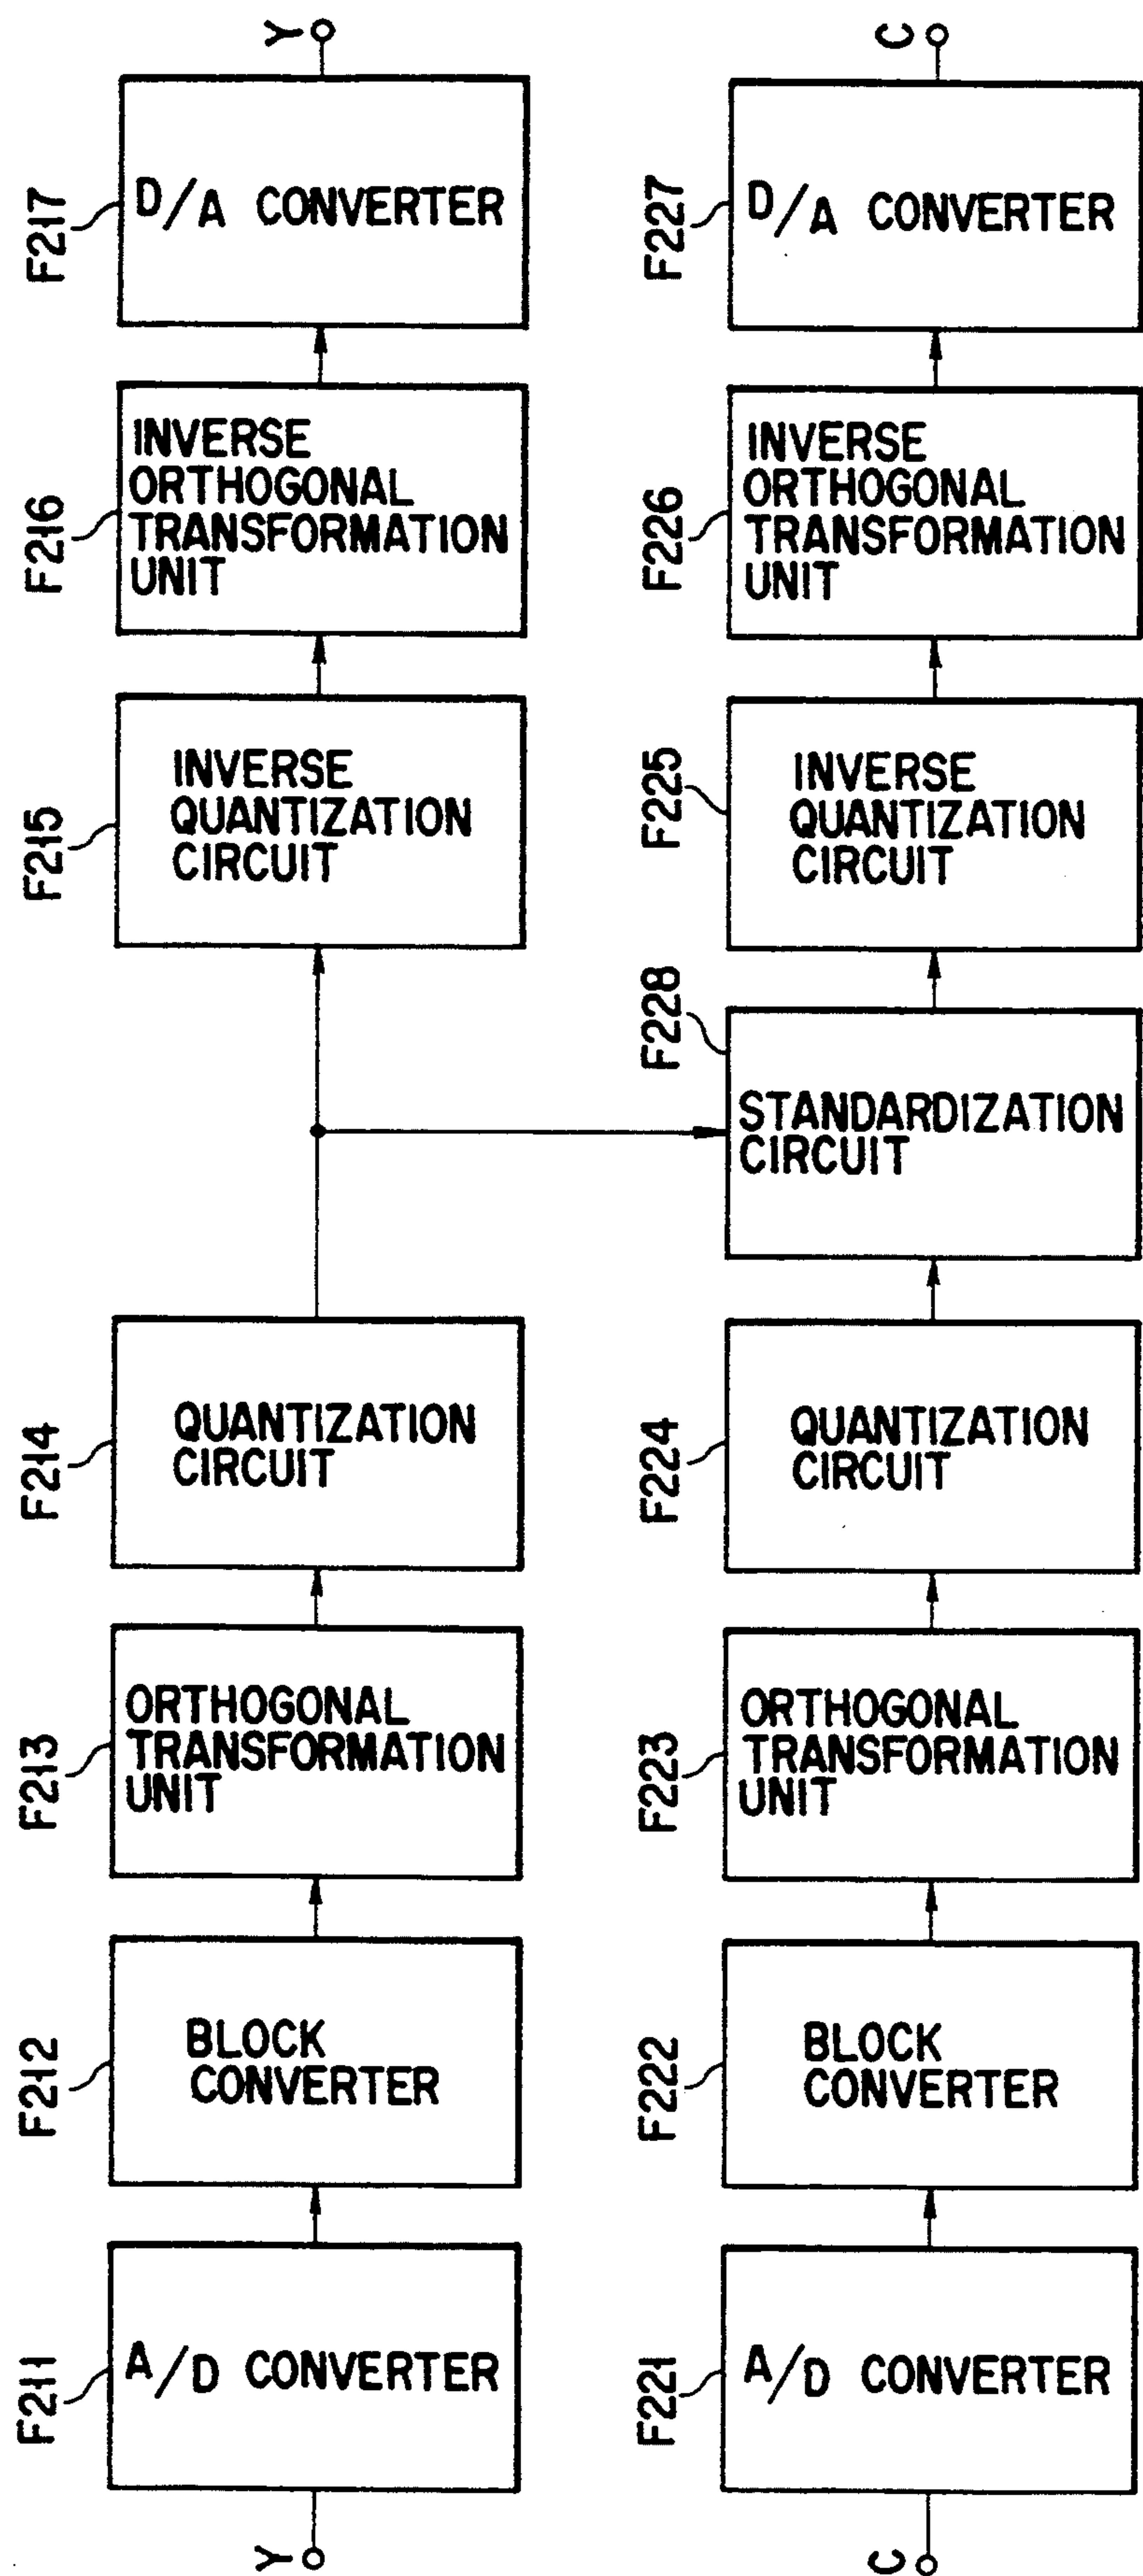 Y
F217
D/A CONVERTER
F216
INVERSE
ORTHOGONAL
TRANSFORMATION
UNIT
F215
INVERSE
QUANTIZATION
CIRCUIT
F214
QUANTIZATION
CIRCUIT
F213
ORTHOGONAL
TRANSFORMATION
UNIT
F212
BLOCK
CONVERTER
F211
A/D CONVERTER
Y
C
F227
D/A CONVERTER
F226
INVERSE
ORTHOGONAL
TRANSFORMATION
UNIT
F225
INVERSE
QUANTIZATION
CIRCUIT
F228
STANDARDIZATION
CIRCUIT
F224
QUANTIZATION
CIRCUIT
F223
ORTHOGONAL
TRANSFORMATION
UNIT
F222
BLOCK
CONVERTER
F221
A/D CONVERTER
C